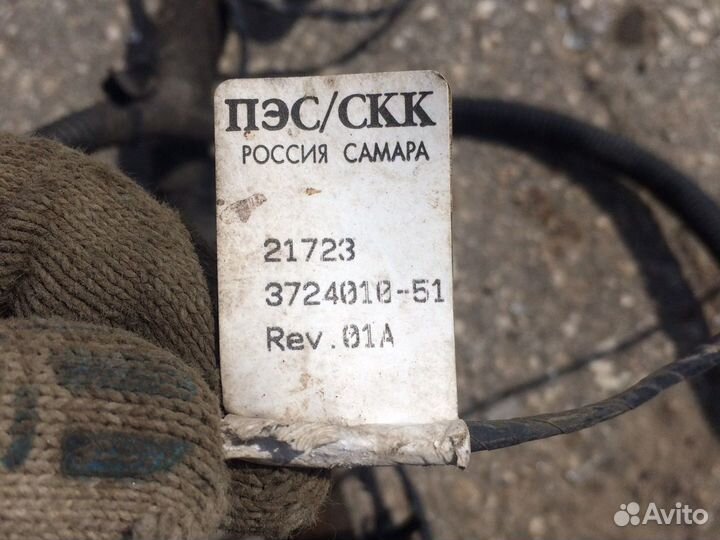 ПЭС/СКК
РОССИЯ САМАРА
21723
3724010-51
Rev.01A
Avito